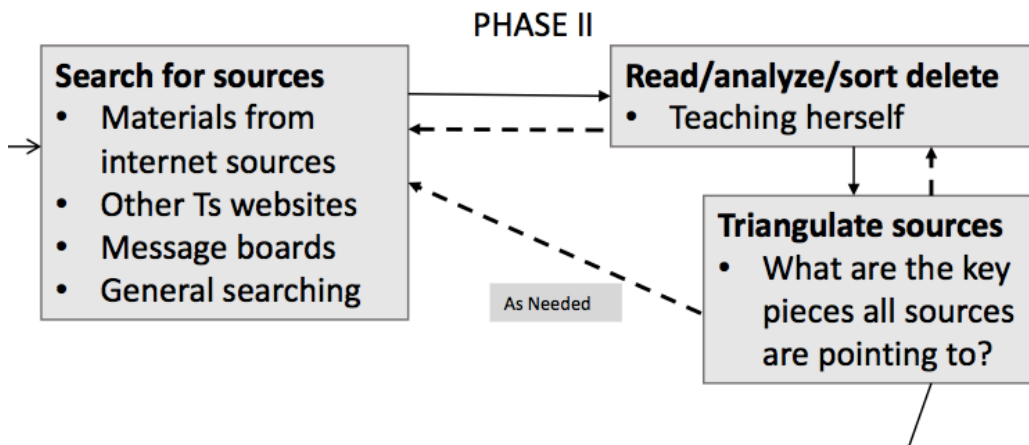 PHASE II
Search for sources
• Materials from
internet sources
• Other Ts websites
• Message boards
• General searching
Read/analyze/sort delete
• Teaching herself
Triangulate sources
• What are the key
pieces all sources
are pointing to?
As Needed